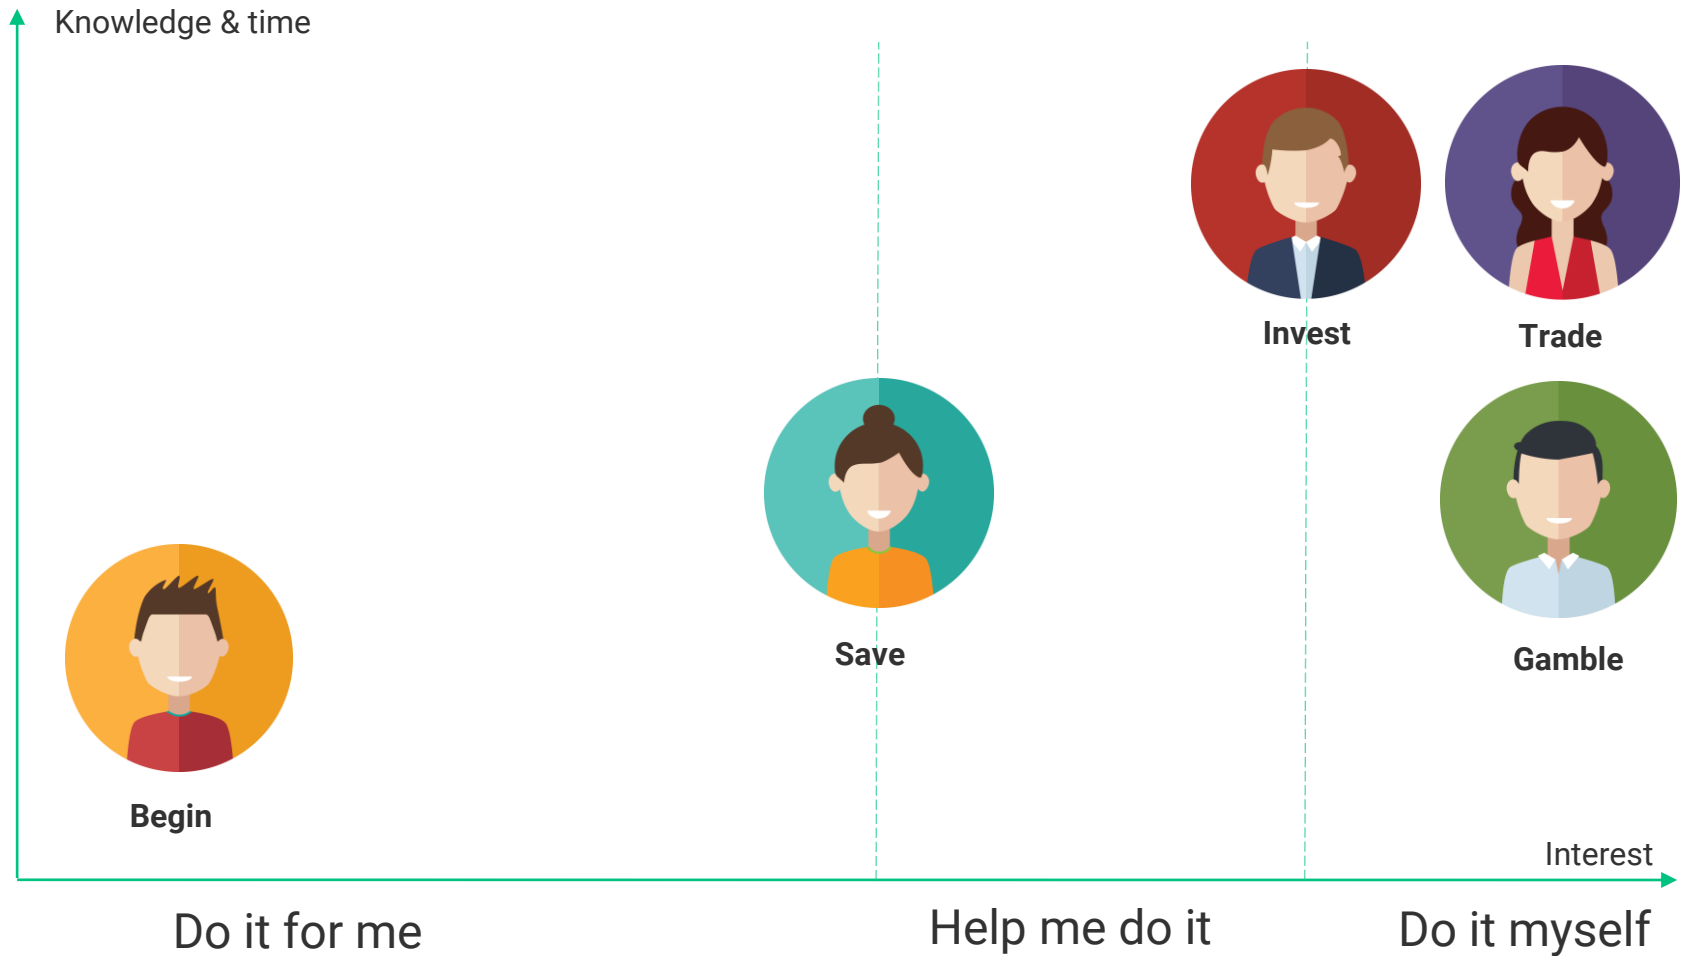 Knowledge & time
Invest
Trade
Save
Gamble
Begin
Interest
Do it for me
Help me do it
Do it myself